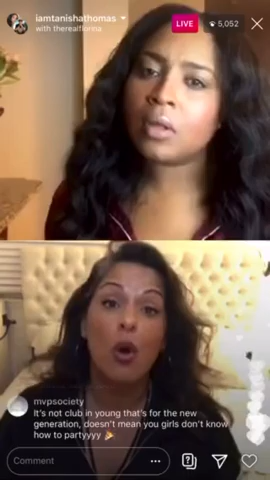 iamtanishathomas
LIVE
5,052
with therealflorina
mvpsociety
It's not club in young that's for the new
generation, doesn't mean you girls don't know
how to partyyyy 🎉
Comment